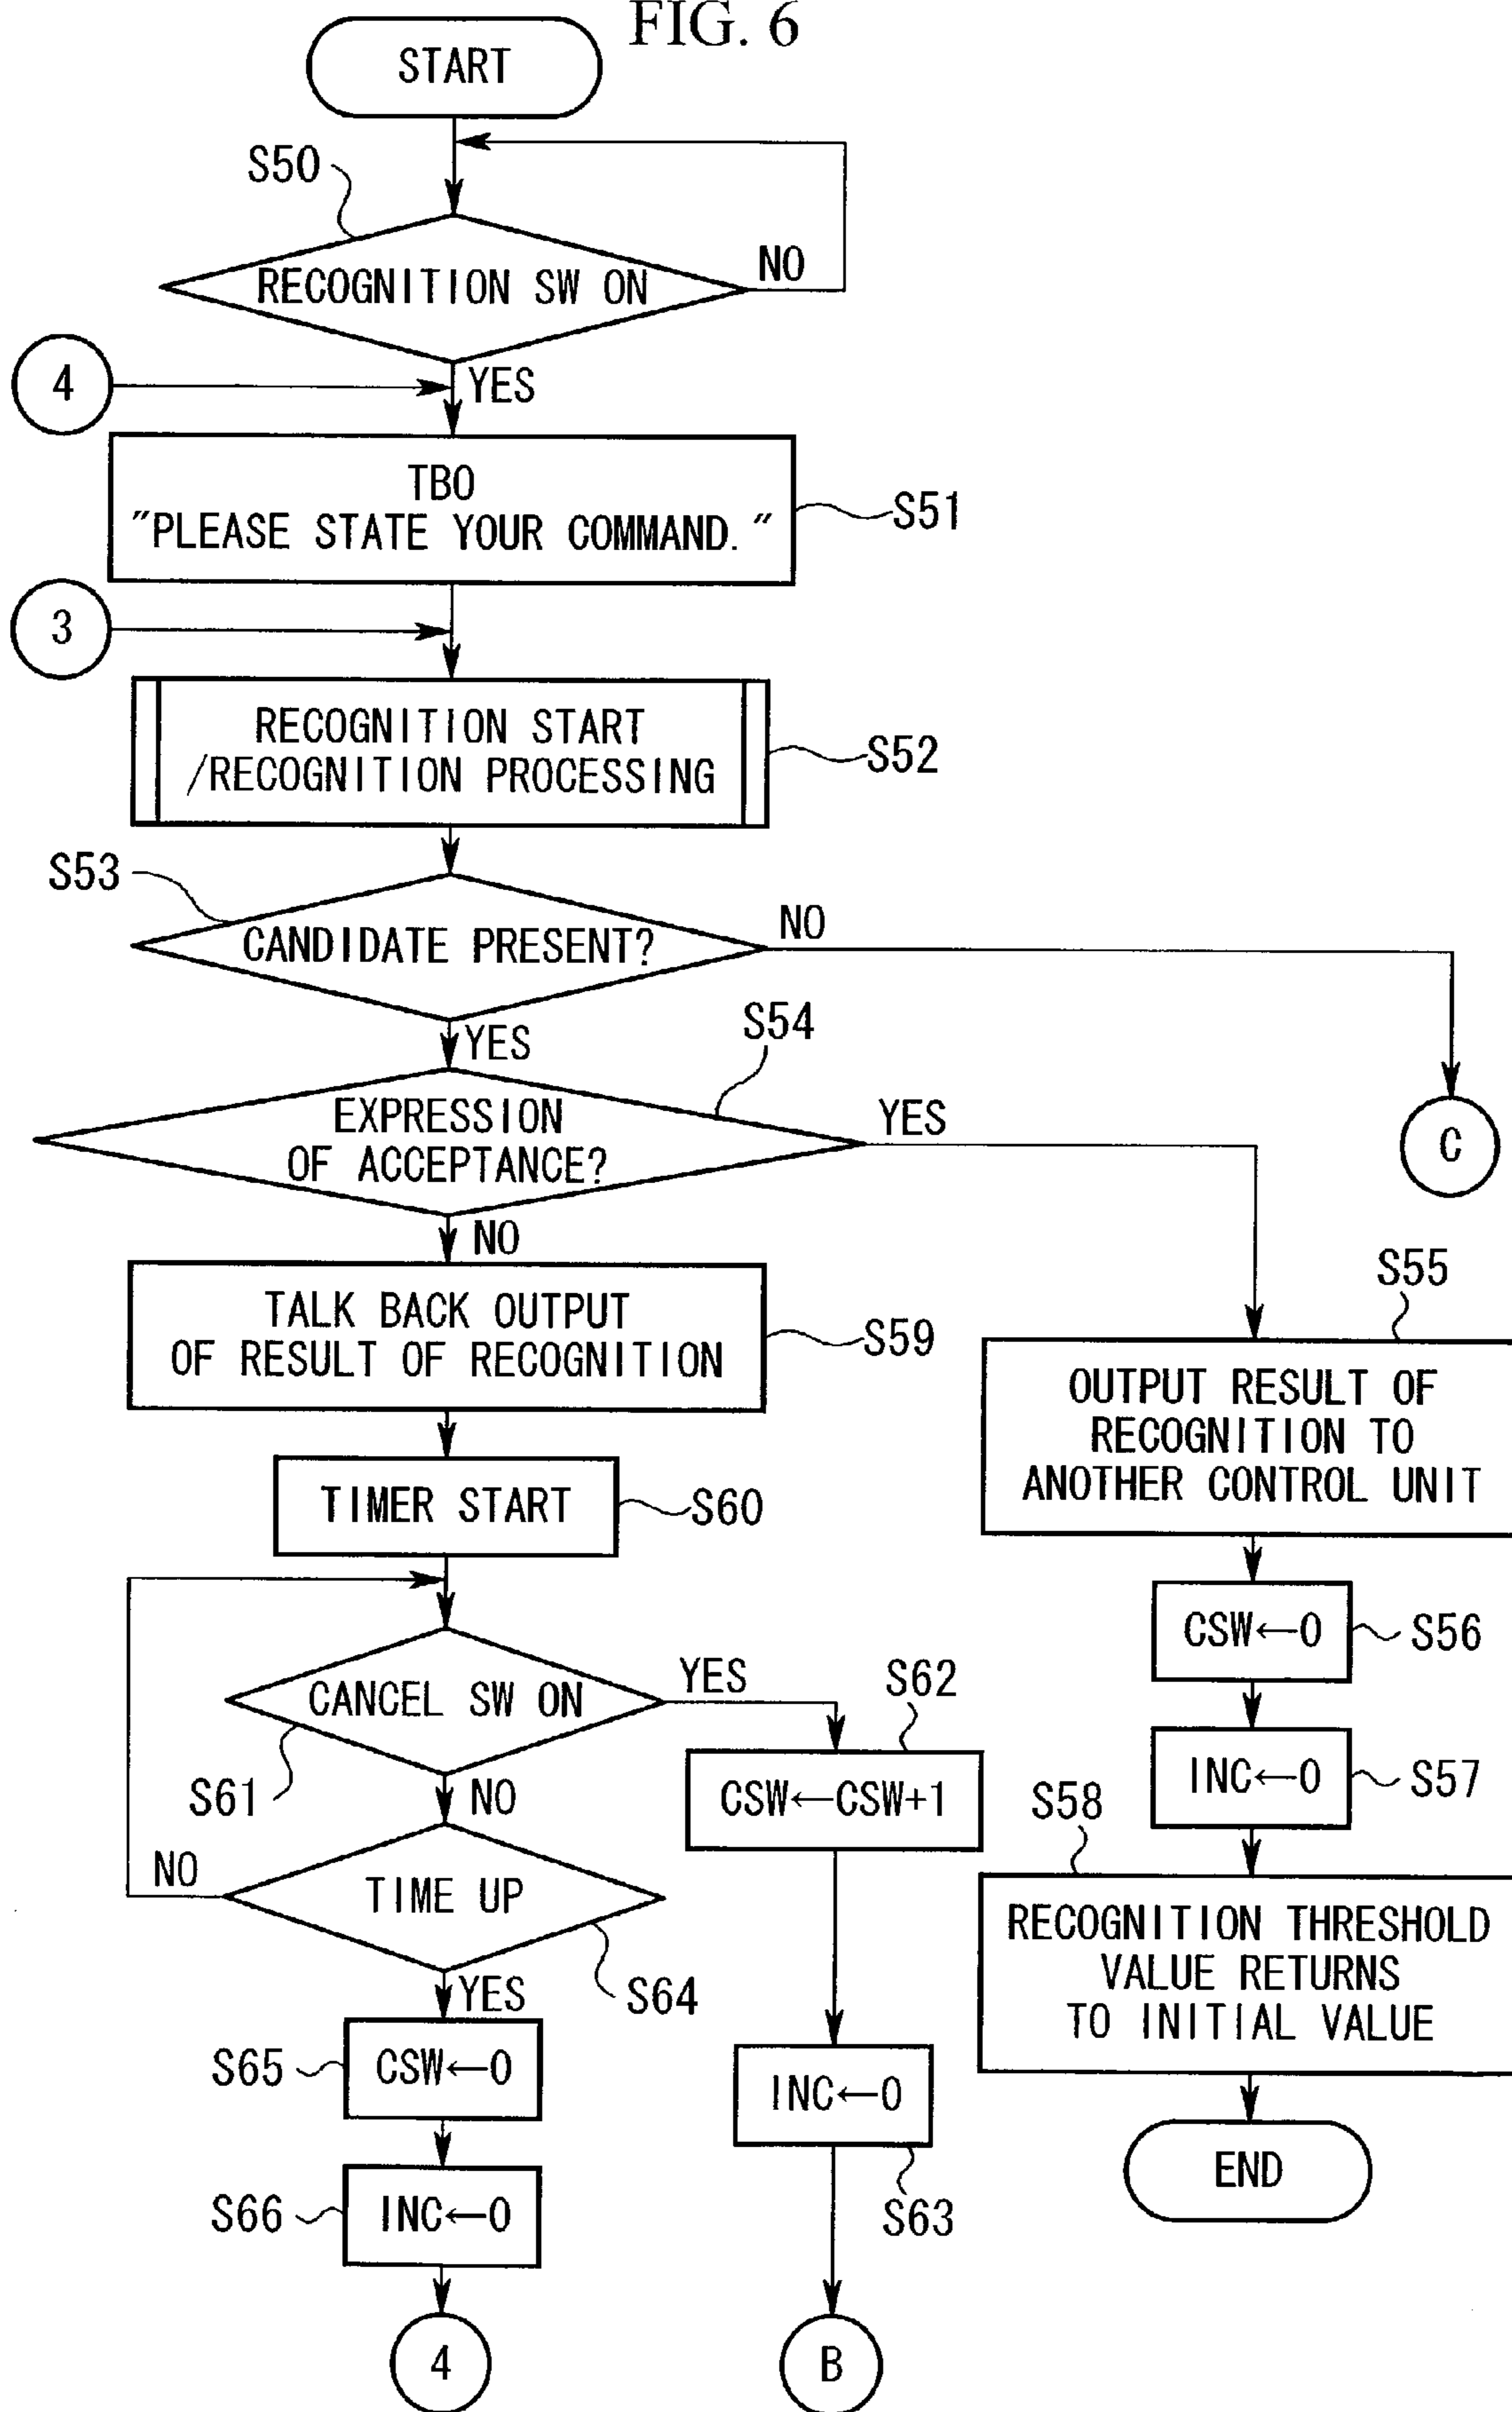 FIG. 6
START
S50
RECOGNITION SW ON
NO
4
YES
TBO
"PLEASE STATE YOUR COMMAND."
S51
3
RECOGNITION START
/RECOGNITION PROCESSING
S52
S53
CANDIDATE PRESENT?
NO
YES
S54
EXPRESSION
OF ACCEPTANCE?
YES
C
NO
TALK BACK OUTPUT
OF RESULT OF RECOGNITION
S59
S55
OUTPUT RESULT OF
RECOGNITION TO
ANOTHER CONTROL UNIT
TIMER START
S60
CSW←0
S56
CANCEL SW ON
YES
S62
S61
NO
CSW←CSW+1
INC←0
S57
S58
NO
TIME UP
S64
YES
RECOGNITION THRESHOLD
VALUE RETURNS
TO INITIAL VALUE
S65
CSW←0
INC←0
S63
END
S66
INC←0
4
B